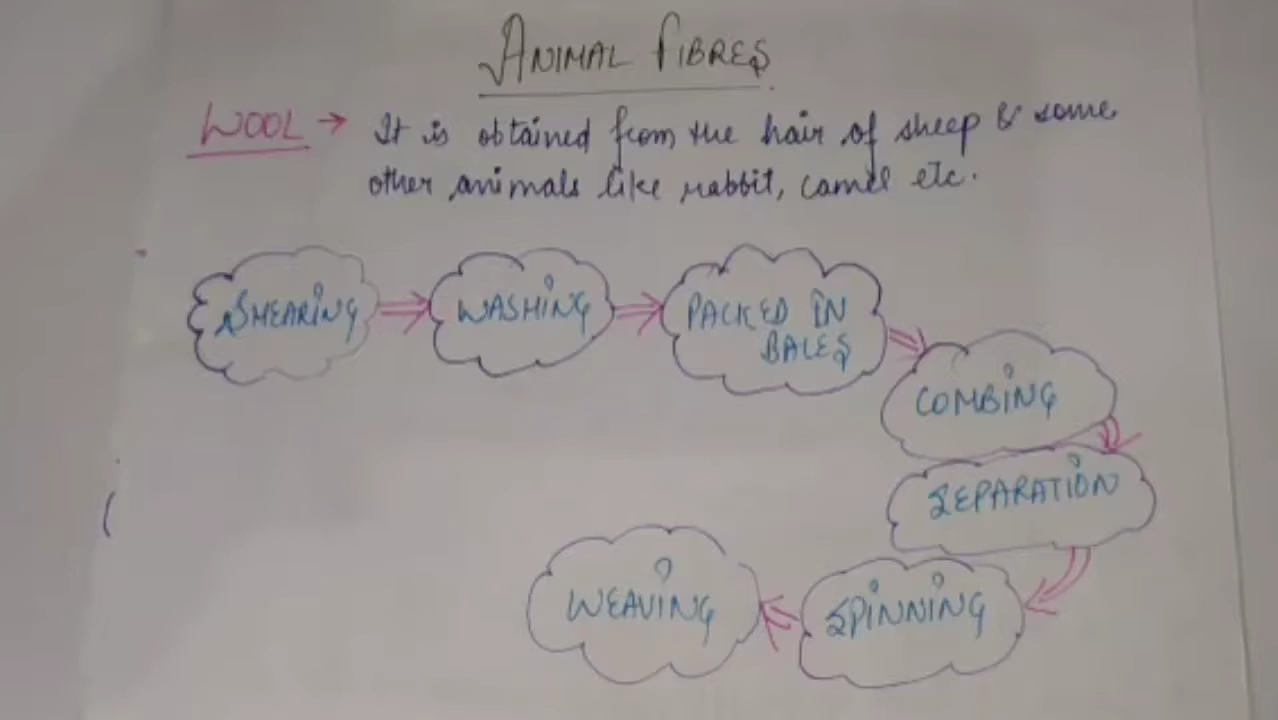 ANIMAL FIBRES
WOOL → It is obtained from the hair of sheep & some
other animals like rabbit, camel etc.
SHEARING
WASHING
PACKED IN
BALES
COMBING
SEPARATION
SPINNING
WEAVING